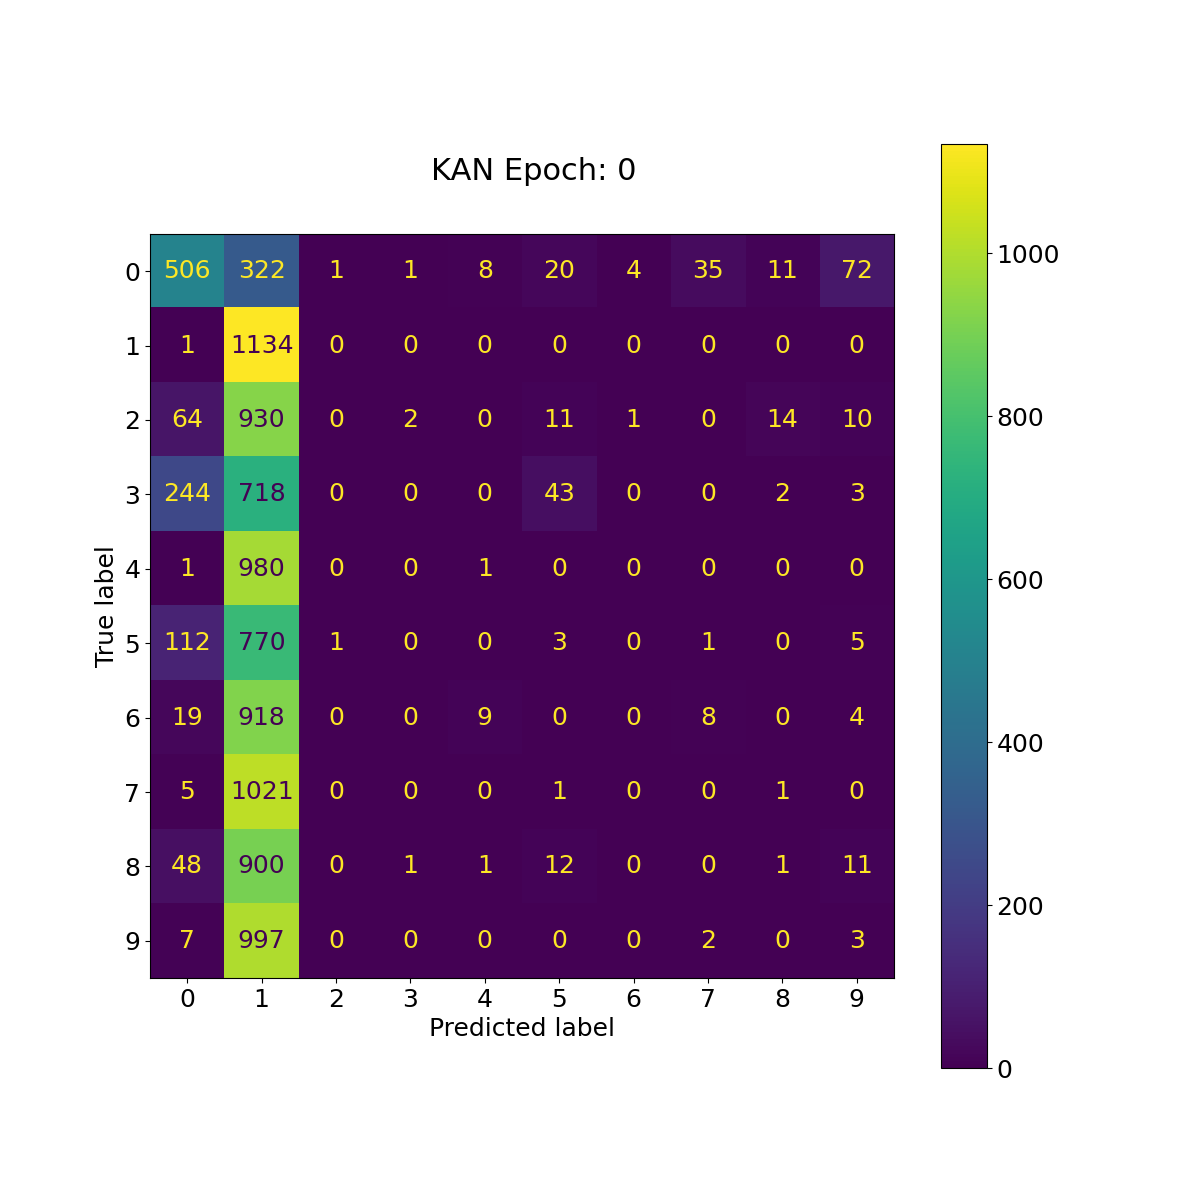 KAN Epoch: 0
0 506 322 1 1 8 20 4 35 11 72
1 1 1134 0 0 0 0 0 0 0 0
2 64 930 0 2 0 11 1 0 14 10
3 244 718 0 0 0 43 0 0 2 3
4 1 980 0 0 1 0 0 0 0 0
5 112 770 1 0 0 3 0 1 0 5
6 19 918 0 0 9 0 0 8 0 4
7 5 1021 0 0 0 1 0 0 1 0
8 48 900 0 1 1 12 0 0 1 11
9 7 997 0 0 0 0 0 2 0 3
0 1 2 3 4 5 6 7 8 9
Predicted label
True label
1000
800
600
400
200
0